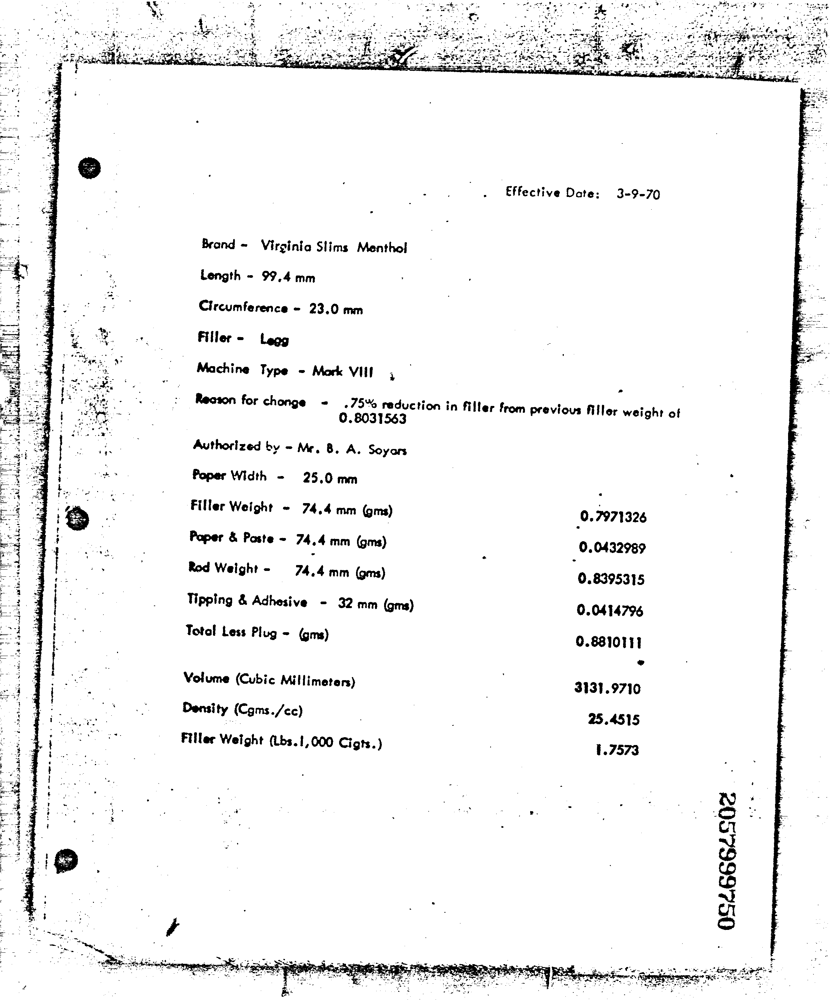 Effective Date: 3-9-70
Brand - Virginia Slims Menthol
Length - 99.4 mm
Circumference - 23.0 mm
Filler - Legg
Machine Type - Mark VIII
Reason for change - .75% reduction in filler from previous filler weight of
0.8031563
Authorized by - Mr. B. A. Soyars
Paper Width - 25.0 mm
Filler Weight - 74.4 mm (gms) 0.7971326
Paper & Paste - 74.4 mm (gms) 0.0432989
Rod Weight - 74.4 mm (gms) 0.8395315
Tipping & Adhesive - 32 mm (gms) 0.0414796
Total Less Plug - (gms) 0.8810111
Volume (Cubic Millimeters) 3131.9710
Density (Cgms./cc) 25.4515
Filler Weight (Lbs.1,000 Cigts.) 1.7573
2057999750